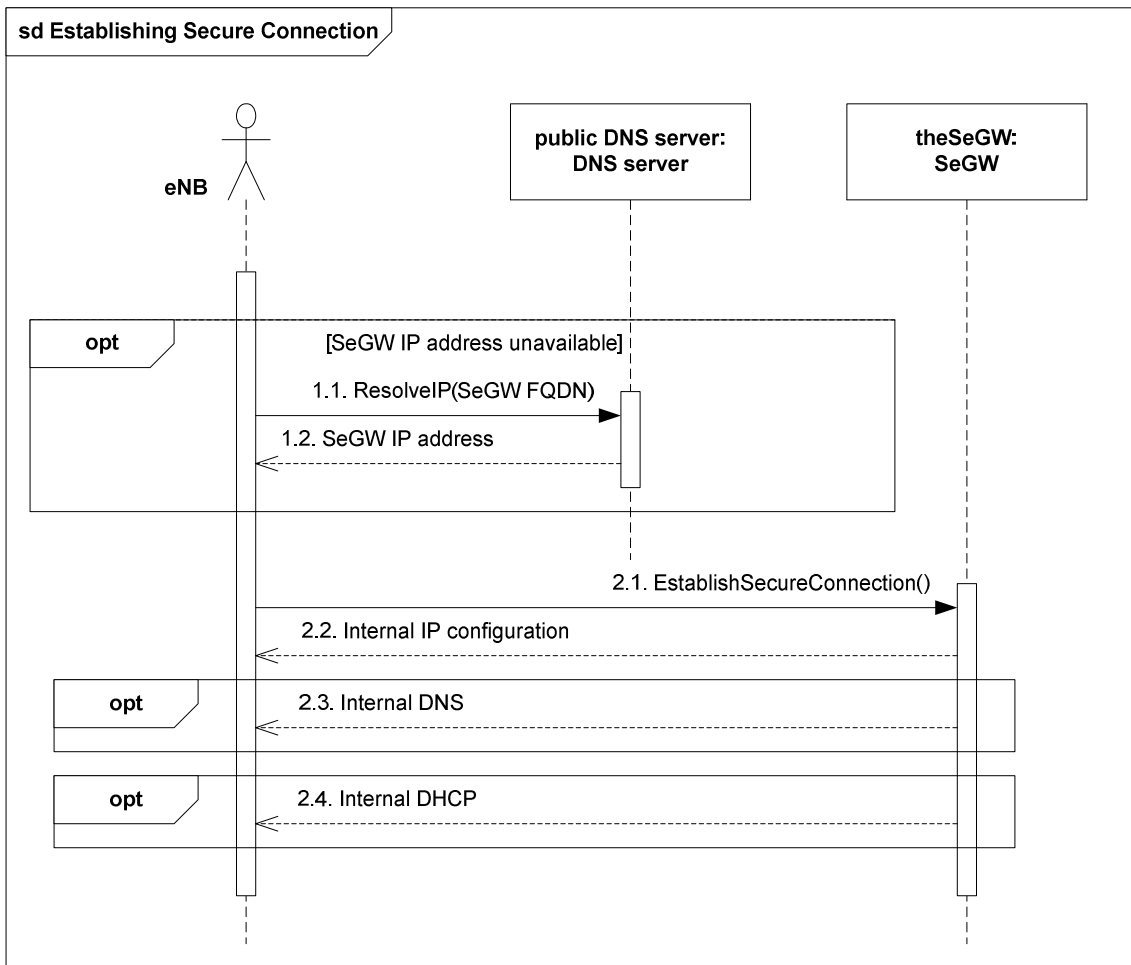 sd Establishing Secure Connection
public DNS server:
DNS server
theSeGW:
SeGW
eNB
opt
[SeGW IP address unavailable]
1.1. ResolveIP(SeGW FQDN)
1.2. SeGW IP address
2.1. EstablishSecureConnection()
2.2. Internal IP configuration
opt
2.3. Internal DNS
opt
2.4. Internal DHCP